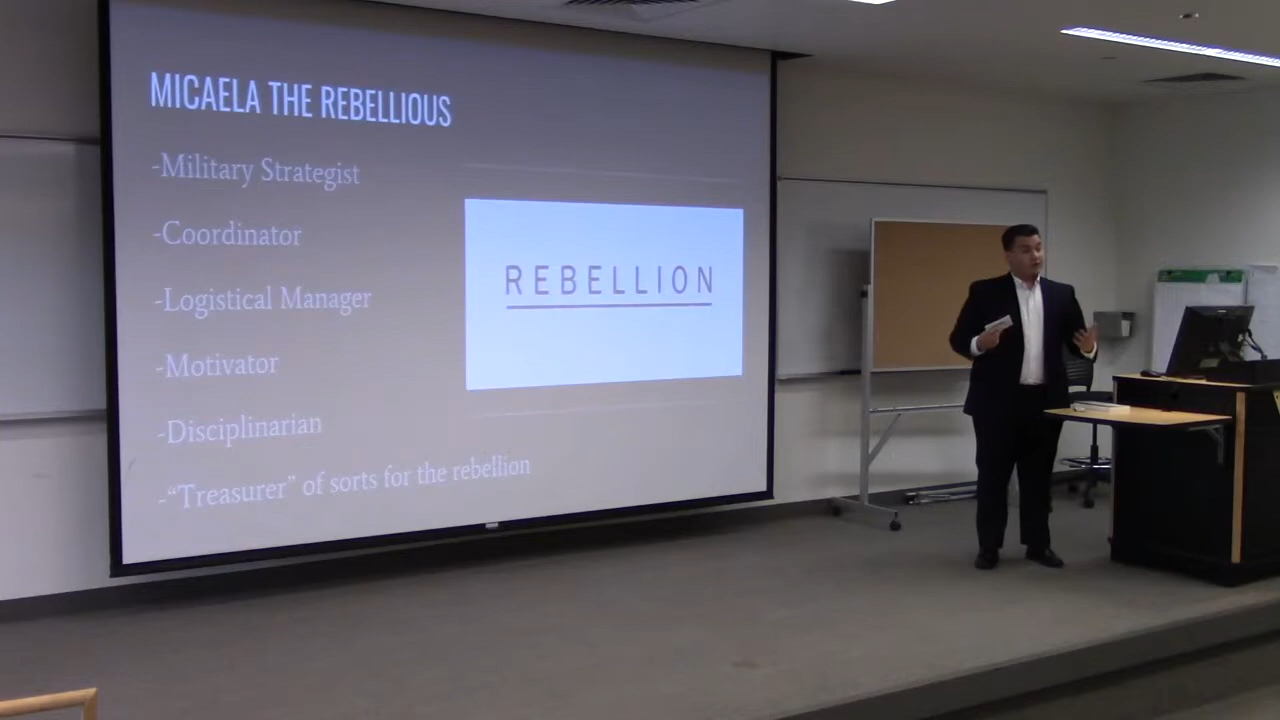 MICAELA THE REBELLIOUS
-Military Strategist
-Coordinator
-Logistical Manager
-Motivator
-Disciplinarian
-“Treasurer” of sorts for the rebellion
REBELLION